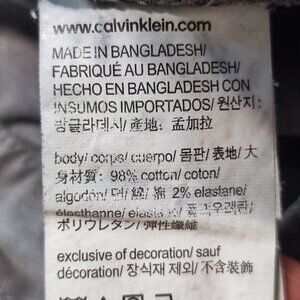 www.calvinklein.com
MADE IN BANGLADESH/
FABRIQUÉ AU BANGLADESH/
HECHO EN BANGLADESH CON
INSUMOS IMPORTADOS/ 원산지:
방글라데시/ 產地: 孟加拉
body/ corps/ cuerpo/ 몸판/ 表地/ 大
身材質: 98% cotton/ coton/
algodón/ 면/ 綿/ 棉 2% elastane/
élasthanne/ elastano/
ポリウレタン/ 彈性纖維
exclusive of decoration/ sauf
décoration/ 장식재 제외/ 不含裝飾